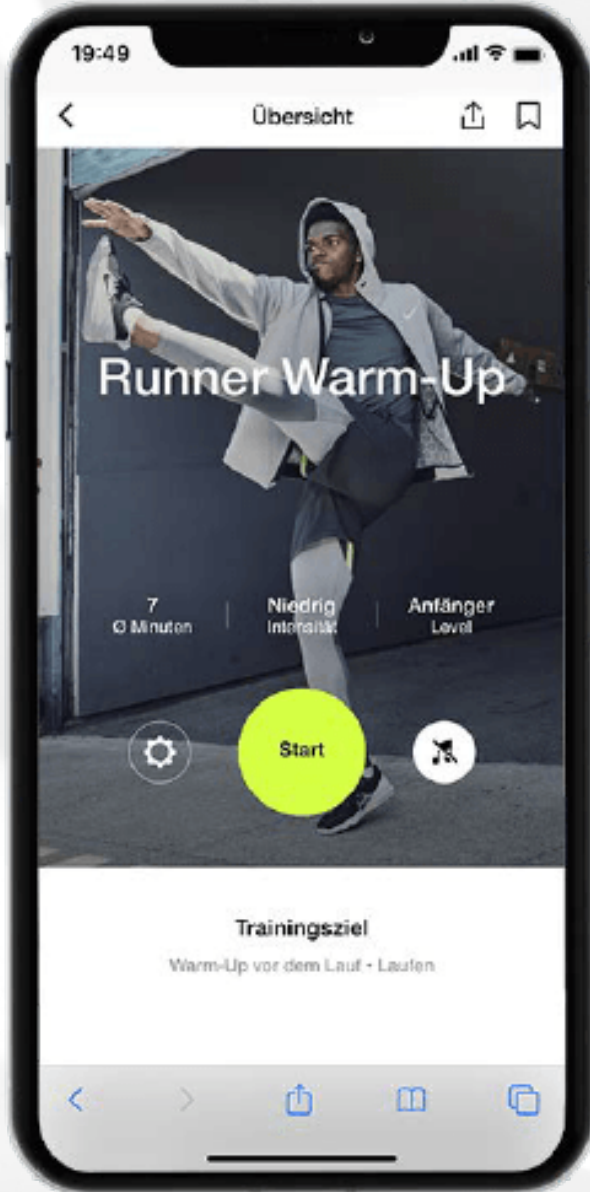 19:49
Übersicht
Runner Warm-Up
7
Ø Minuten
Niedrig
Intensität
Anfänger
Level
Start
Trainingsziel
Warm-Up vor dem Lauf • Laufen